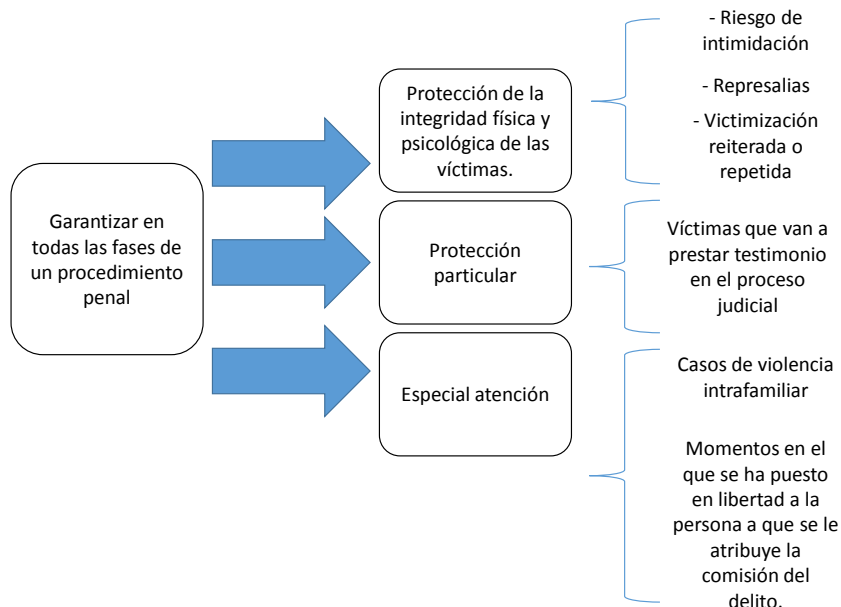 Garantizar en
todas las fases de
un procedimiento
penal
Protección de la
integridad física y
psicológica de las
víctimas.
- Riesgo de
intimidación
- Represalias
- Victimización
reiterada o
repetida
Protección
particular
Víctimas que van a
prestar testimonio
en el proceso
judicial
Especial atención
Casos de violencia
intrafamiliar
Momentos en el
que se ha puesto
en libertad a la
persona a que se le
atribuye la
comisión del
delito.